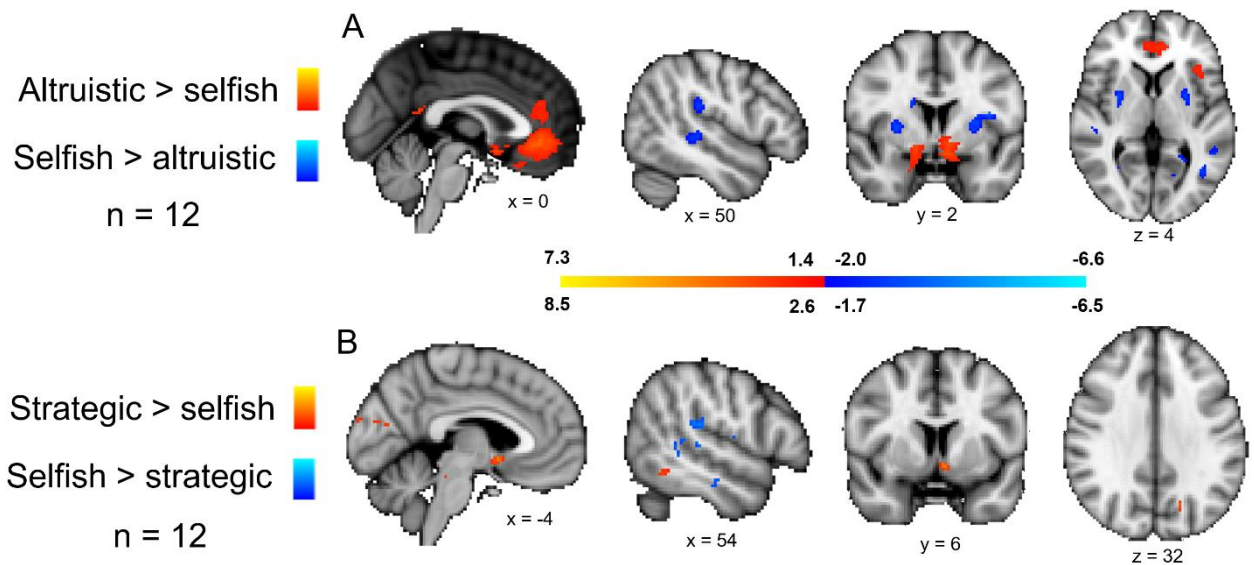 A
Altruistic > selfish
Selfish > altruistic
n = 12
x = 0
x = 50
y = 2
z = 4
7.3 1.4 -2.0 -6.6
8.5 2.6 -1.7 -6.5
B
Strategic > selfish
Selfish > strategic
n = 12
x = -4
x = 54
y = 6
z = 32